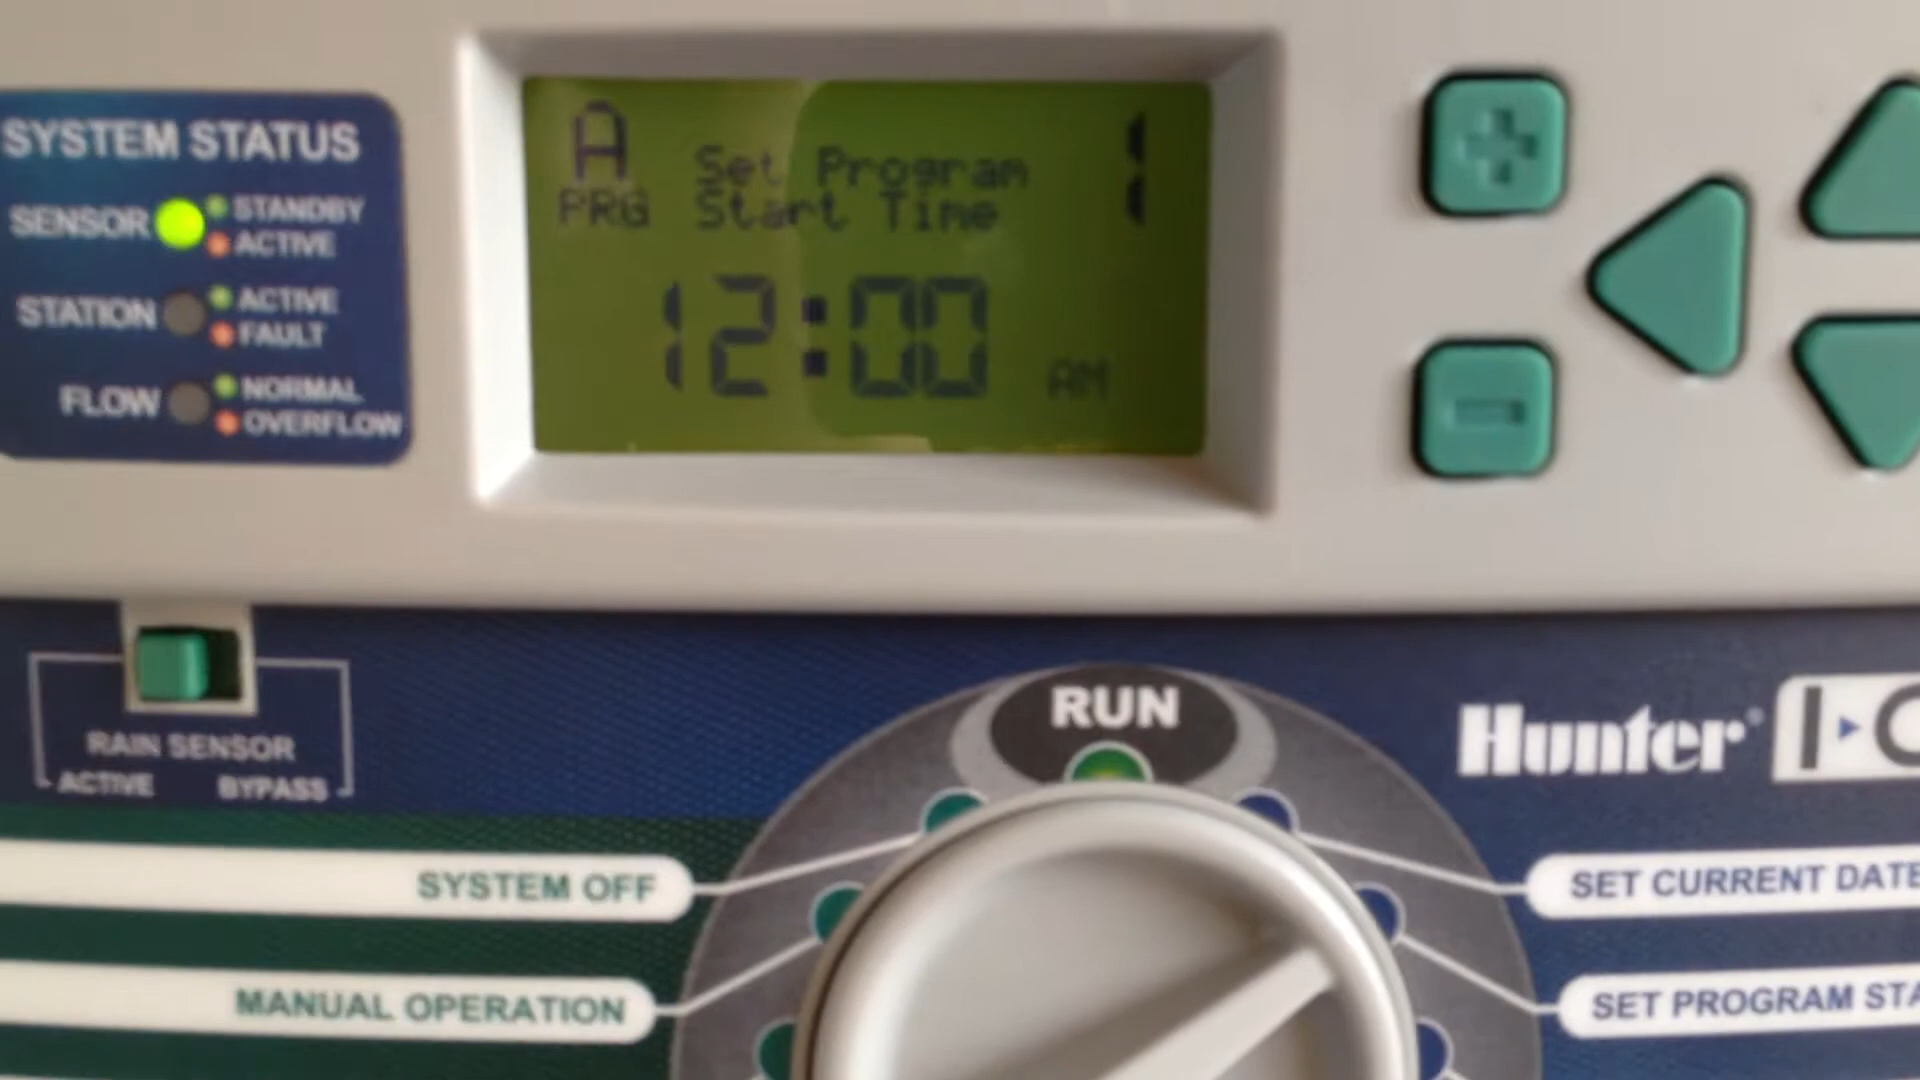 SYSTEM STATUS
SENSOR
STANDBY
ACTIVE
STATION
ACTIVE
FAULT
FLOW
NORMAL
OVERFLOW
A
PRG
Set Program
Start Time
1
12:00 AM
RAIN SENSOR
ACTIVE BYPASS
RUN
Hunter®
SYSTEM OFF
MANUAL OPERATION
SET CURRENT DATE
SET PROGRAM